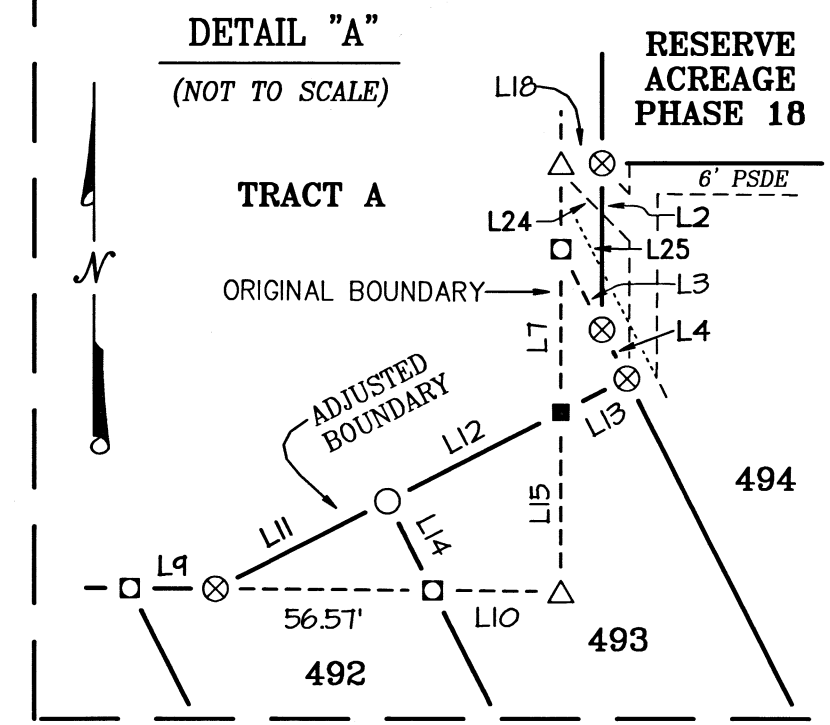 DETAIL "A"
(NOT TO SCALE)
RESERVE
ACREAGE
PHASE 18
L18
6' PSDE
TRACT A
L24
L2
L25
N
ORIGINAL BOUNDARY
L3
L7
L4
ADJUSTED
BOUNDARY
L12
L13
494
L15
L11
L14
L9
56.57'
L10
493
492